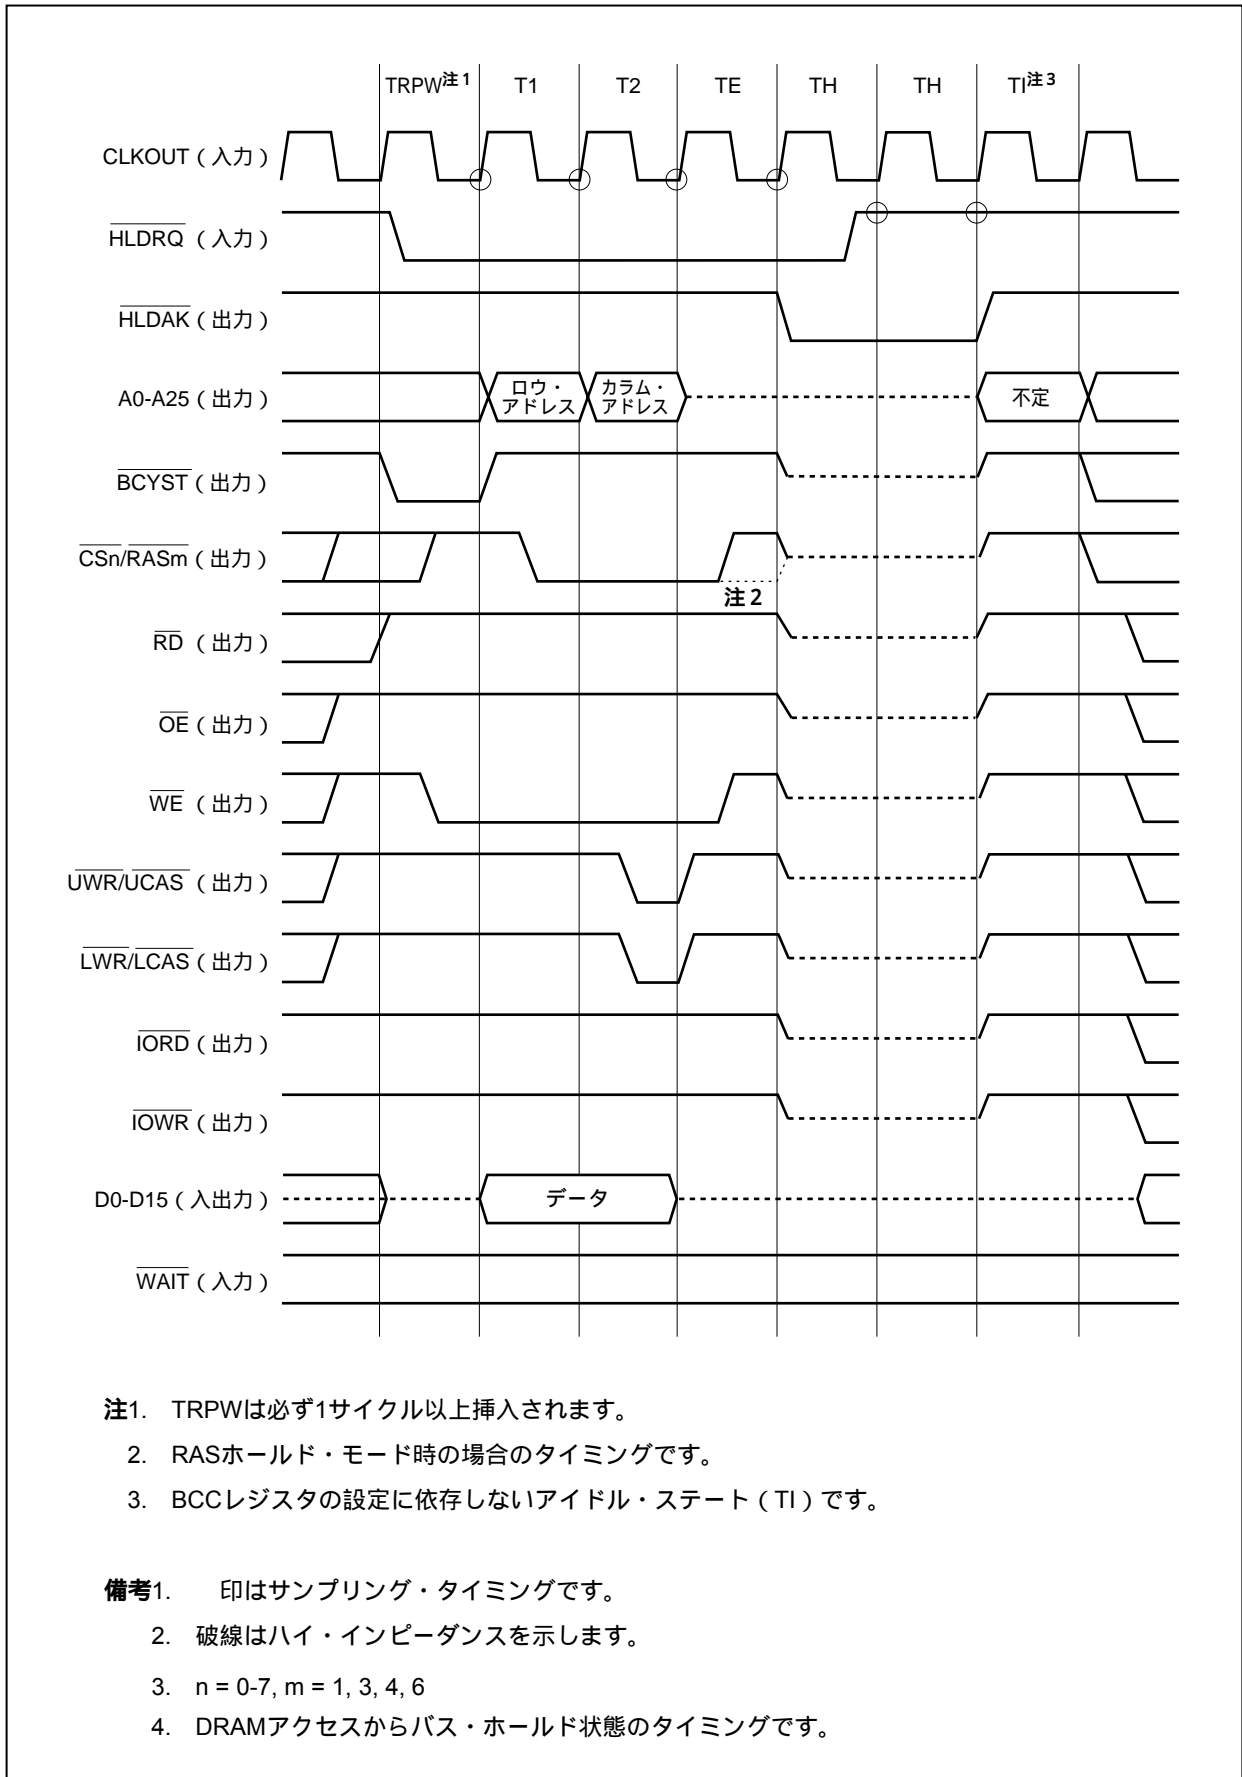 TRPW注1 T1 T2 TE TH TH TI注3
CLKOUT（入力）
HLDRQ（入力）
HLDAK（出力）
A0-A25（出力） ロウ・アドレス カラム・アドレス 不定
BCYST（出力）
CSn/RASm（出力）
注2
RD（出力）
OE（出力）
WE（出力）
UWR/UCAS（出力）
LWR/LCAS（出力）
IORD（出力）
IOWR（出力）
D0-D15（入出力） データ
WAIT（入力）
注1. TRPWは必ず1サイクル以上挿入されます。
2. RASホールド・モード時の場合のタイミングです。
3. BCCレジスタの設定に依存しないアイドル・ステート（TI）です。
備考1. 印はサンプリング・タイミングです。
2. 破線はハイ・インピーダンスを示します。
3. n = 0-7, m = 1, 3, 4, 6
4. DRAMアクセスからバス・ホールド状態のタイミングです。